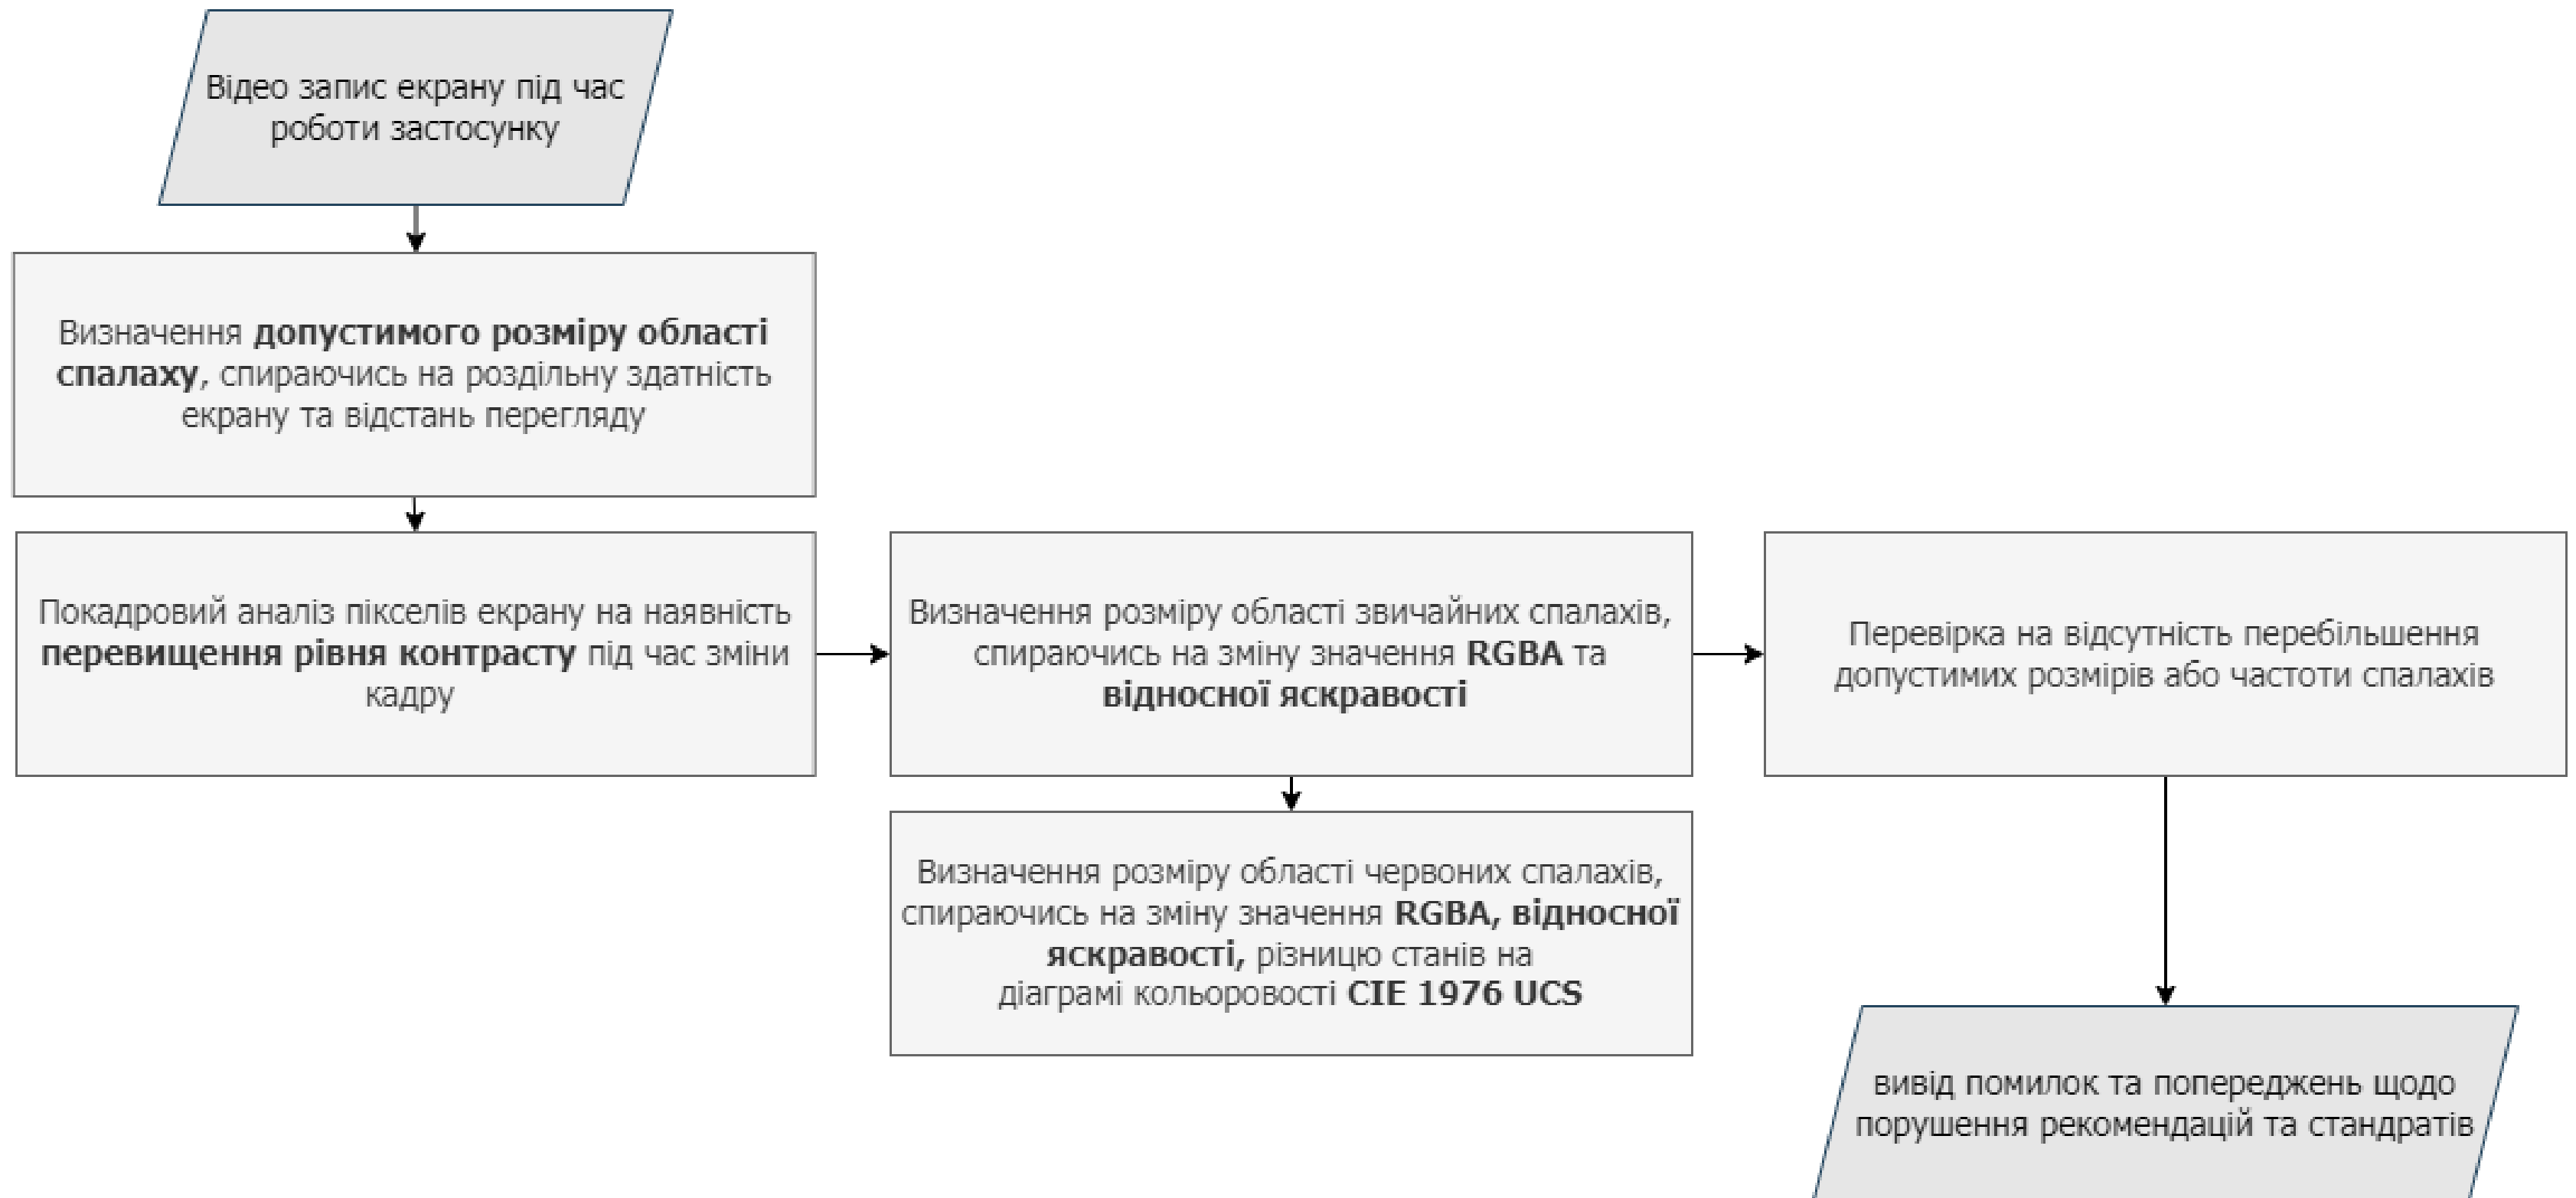 Відео запис екрану під час
роботи застосунку
Визначення допустимого розміру області
спалаху, спираючись на роздільну здатність
екрану та відстань перегляду
Покадровий аналіз пікселів екрану на наявність
перевищення рівня контрасту під час зміни
кадру
Визначення розміру області звичайних спалахів,
спираючись на зміну значення RGBA та
відносної яскравості
Перевірка на відсутність перебільшення
допустимих розмірів або частоти спалахів
Визначення розміру області червоних спалахів,
спираючись на зміну значення RGBA, відносної
яскравості, різницю станів на
діаграмі кольоровості CIE 1976 UCS
вивід помилок та попереджень щодо
порушення рекомендацій та стандратів